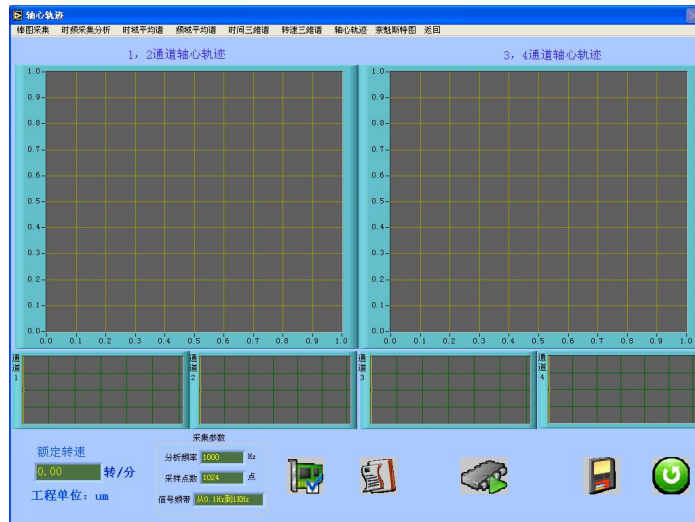 轴心轨迹
棒图采集 时频采集分析 时域平均谱 频域平均谱 时间三维谱 转速三维谱 轴心轨迹 奈魁斯特图 返回
1，2通道轴心轨迹 3，4通道轴心轨迹
1.0 1.0
0.9 0.9
0.8 0.8
0.7 0.7
0.6 0.6
0.5 0.5
0.4 0.4
0.3 0.3
0.2 0.2
0.1 0.1
0.0 0.0
0.0 0.1 0.2 0.3 0.4 0.5 0.6 0.7 0.8 0.9 1.0 0.0 0.1 0.2 0.3 0.4 0.5 0.6 0.7 0.8 0.9 1.0
通道1 通道2 通道3 通道4
采集参数
额定转速
分析频率 1000 Hz
0.00 转/分
采样点数 1024 点
工程单位：um
信号频带 从0.1Hz到1KHz